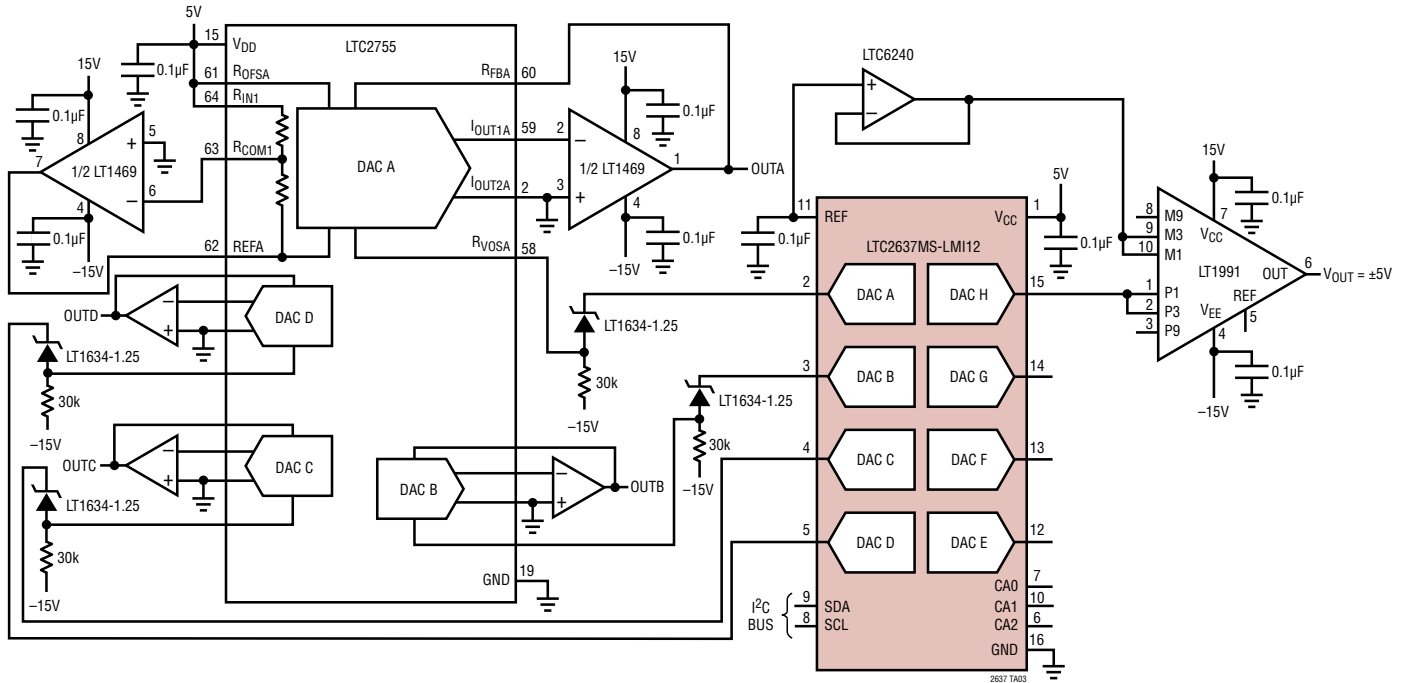 5V
15 VDD
LTC2755
0.1µF
61 ROFSA
64 RIN1
63 RCOM1
62 REFA
RFBA 60
IOUT1A 59
IOUT2A 2
RVOSA 58
DAC A
15V
0.1µF
8
5
+
7
1/2 LT1469
6
–
4
0.1µF
–15V
15V
0.1µF
8
2
–
1/2 LT1469
1
OUTA
3
+
4
0.1µF
–15V
OUTD
–
+
DAC D
LT1634-1.25
30k
–15V
OUTC
–
+
DAC C
LT1634-1.25
30k
–15V
DAC B
–
+
OUTB
GND 19
LT1634-1.25
30k
–15V
LT1634-1.25
30k
–15V
LTC6240
+
–
5V
0.1µF
0.1µF
11 REF
VCC 1
LTC2637MS-LMI12
2 DAC A
DAC H 15
3 DAC B
DAC G 14
4 DAC C
DAC F 13
5 DAC D
DAC E 12
CA0 7
CA1 10
CA2 6
GND 16
I2C
BUS
9 SDA
8 SCL
2637 TA03
15V
0.1µF
7
VCC
8 M9
9 M3
10 M1
LT1991
OUT 6
VOUT = ±5V
1 P1
2 P3
3 P9
REF
5
VEE
4
0.1µF
–15V